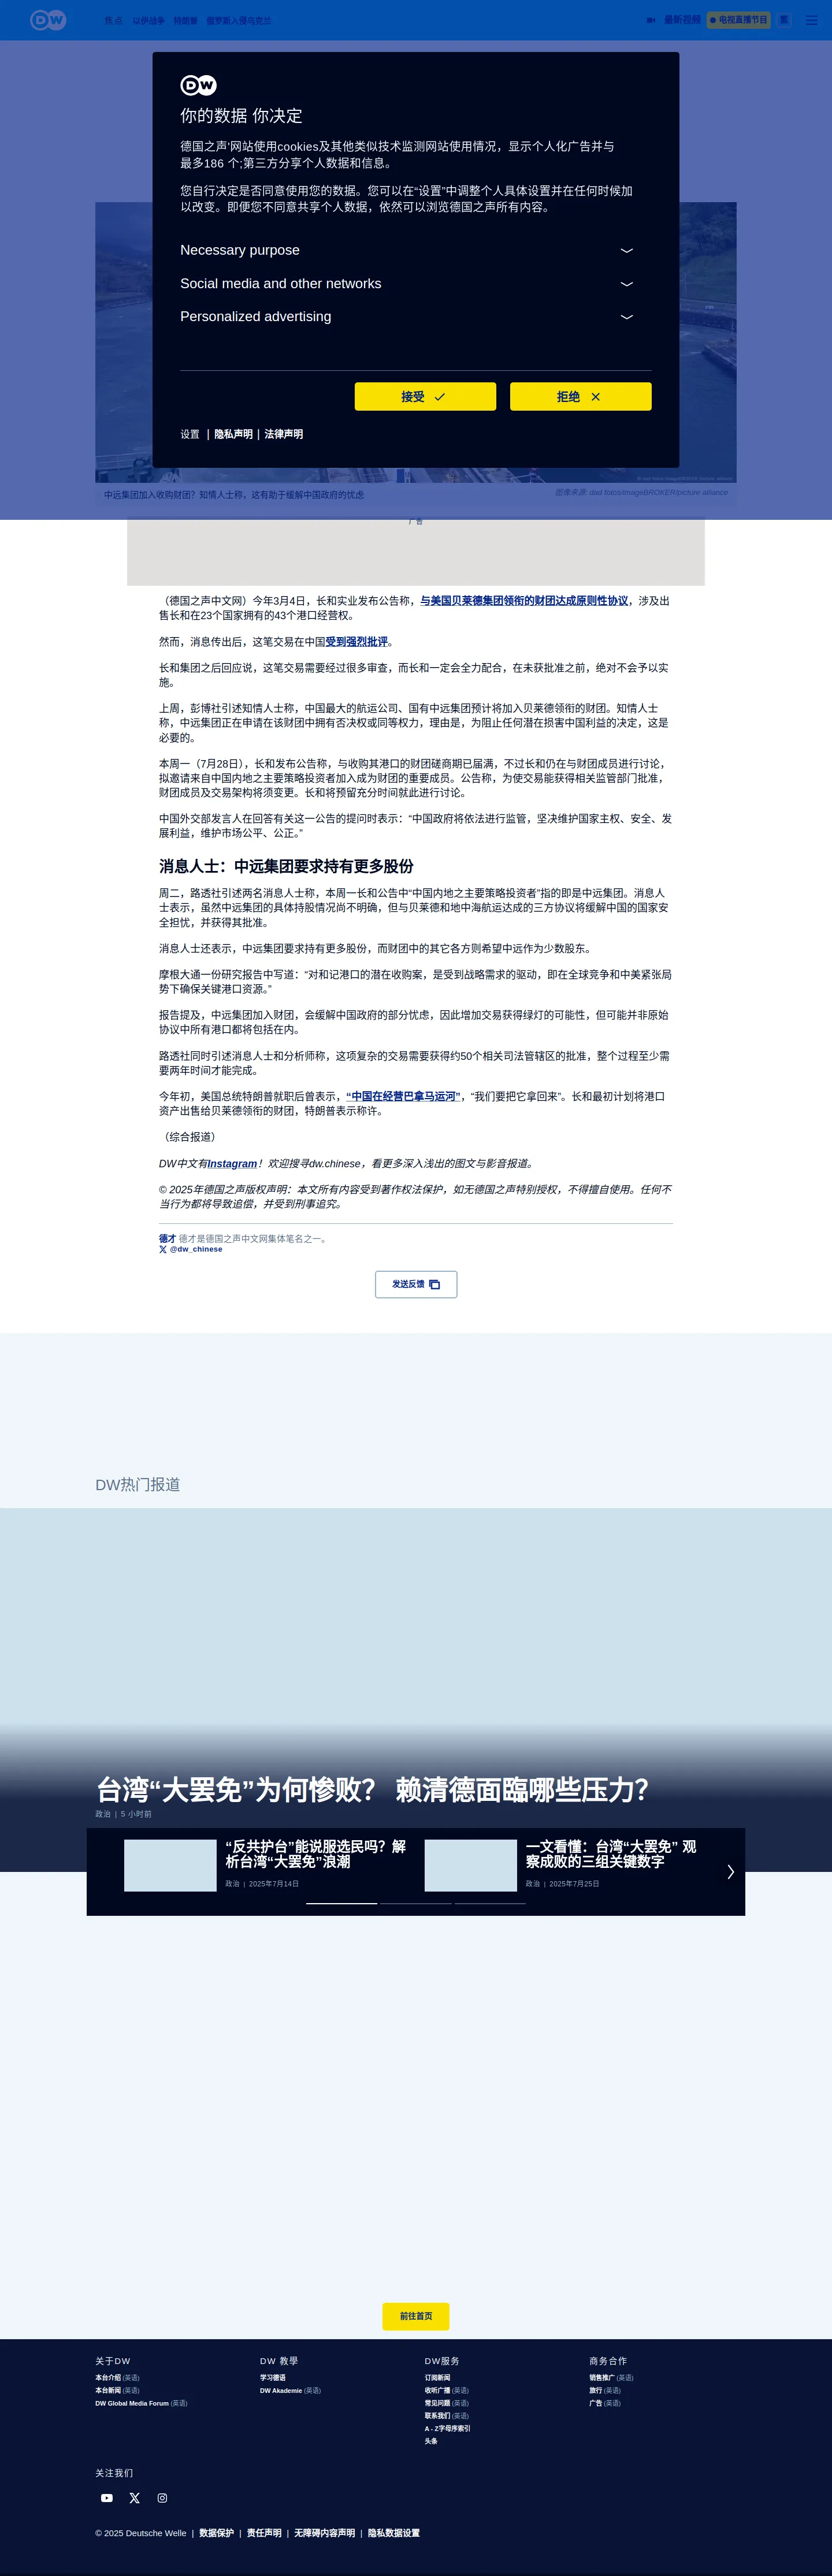 DW
焦点
以伊战争
特朗普
俄罗斯入侵乌克兰
最新视频
电视直播节目
繁
DW
你的数据 你决定
德国之声'网站使用cookies及其他类似技术监测网站使用情况，显示个人化广告并与
最多186 个;第三方分享个人数据和信息。
您自行决定是否同意使用您的数据。您可以在“设置”中调整个人具体设置并在任何时候加
以改变。即便您不同意共享个人数据，依然可以浏览德国之声所有内容。
Necessary purpose
Social media and other networks
Personalized advertising
接受
拒绝
设置 | 隐私声明 | 法律声明
中远集团加入收购财团？知情人士称，这有助于缓解中国政府的忧虑
图像来源: dad.fotos/imageBROKER/picture alliance
广告
（德国之声中文网）今年3月4日，长和实业发布公告称，与美国贝莱德集团领衔的财团达成原则性协议，涉及出
售长和在23个国家拥有的43个港口经营权。
然而，消息传出后，这笔交易在中国受到强烈批评。
长和集团之后回应说，这笔交易需要经过很多审查，而长和一定会全力配合，在未获批准之前，绝对不会予以实
施。
上周，彭博社引述知情人士称，中国最大的航运公司、国有中远集团预计将加入贝莱德领衔的财团。知情人士
称，中远集团正在申请在该财团中拥有否决权或同等权力，理由是，为阻止任何潜在损害中国利益的决定，这是
必要的。
本周一（7月28日），长和发布公告称，与收购其港口的财团磋商期已届满，不过长和仍在与财团成员进行讨论，
拟邀请来自中国内地之主要策略投资者加入成为财团的重要成员。公告称，为使交易能获得相关监管部门批准，
财团成员及交易架构将须变更。长和将预留充分时间就此进行讨论。
中国外交部发言人在回答有关这一公告的提问时表示：“中国政府将依法进行监管，坚决维护国家主权、安全、发
展利益，维护市场公平、公正。”
消息人士：中远集团要求持有更多股份
周二，路透社引述两名消息人士称，本周一长和公告中“中国内地之主要策略投资者”指的即是中远集团。消息人
士表示，虽然中远集团的具体持股情况尚不明确，但与贝莱德和地中海航运达成的三方协议将缓解中国的国家安
全担忧，并获得其批准。
消息人士还表示，中远集团要求持有更多股份，而财团中的其它各方则希望中远作为少数股东。
摩根大通一份研究报告中写道：“对和记港口的潜在收购案，是受到战略需求的驱动，即在全球竞争和中美紧张局
势下确保关键港口资源。”
报告提及，中远集团加入财团，会缓解中国政府的部分忧虑，因此增加交易获得绿灯的可能性，但可能并非原始
协议中所有港口都将包括在内。
路透社同时引述消息人士和分析师称，这项复杂的交易需要获得约50个相关司法管辖区的批准，整个过程至少需
要两年时间才能完成。
今年初，美国总统特朗普就职后曾表示，“中国在经营巴拿马运河”，“我们要把它拿回来”。长和最初计划将港口
资产出售给贝莱德领衔的财团，特朗普表示称许。
（综合报道）
DW中文有Instagram！欢迎搜寻dw.chinese，看更多深入浅出的图文与影音报道。
© 2025年德国之声版权声明：本文所有内容受到著作权法保护，如无德国之声特别授权，不得擅自使用。任何不
当行为都将导致追偿，并受到刑事追究。
德才 德才是德国之声中文网集体笔名之一。
@dw_chinese
发送反馈
DW热门报道
台湾“大罢免”为何惨败？ 赖清德面臨哪些压力？
政治 | 5 小时前
“反共护台”能说服选民吗？解
析台湾“大罢免”浪潮
政治 | 2025年7月14日
一文看懂：台湾“大罢免” 观
察成败的三组关键数字
政治 | 2025年7月25日
前往首页
关于DW
本台介绍 (英语)
本台新闻 (英语)
DW Global Media Forum (英语)
DW 教學
学习德语
DW Akademie (英语)
DW服务
订阅新闻
收听广播 (英语)
常见问题 (英语)
联系我们 (英语)
A - Z字母序索引
头条
商务合作
销售推广 (英语)
旅行 (英语)
广告 (英语)
关注我们
© 2025 Deutsche Welle | 数据保护 | 责任声明 | 无障碍内容声明 | 隐私数据设置